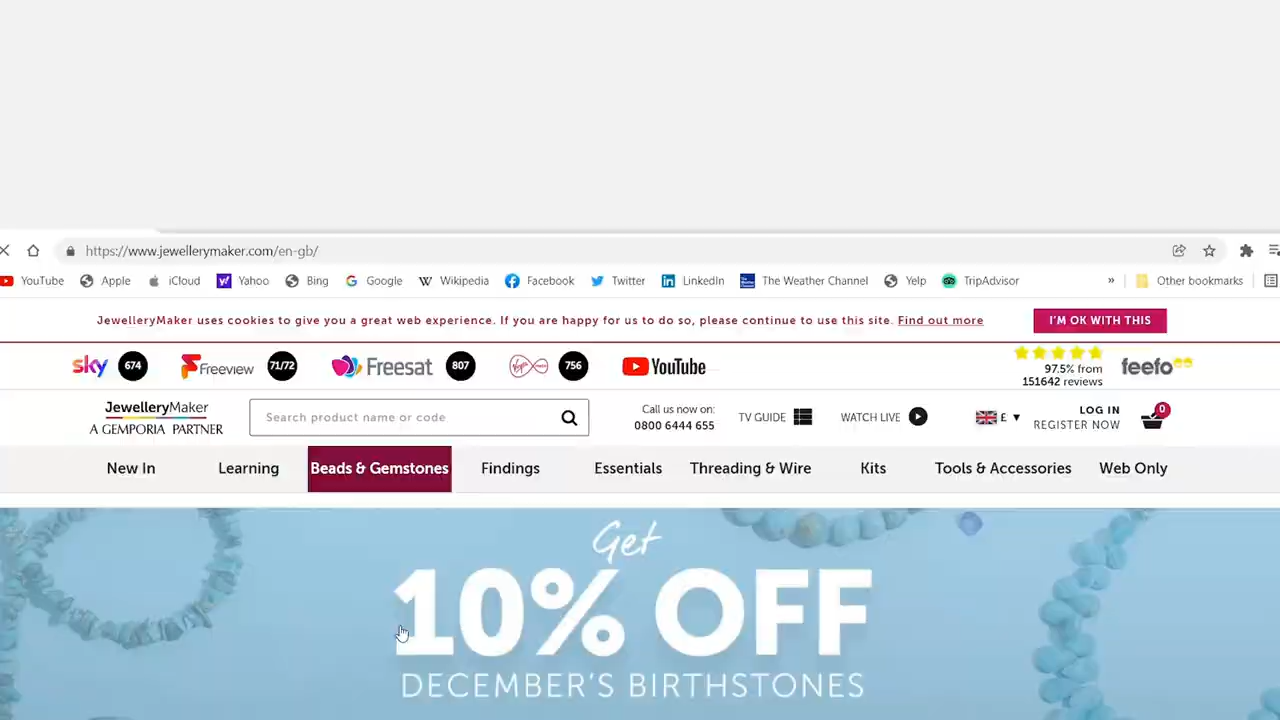 https://www.jewellerymaker.com/en-gb/
YouTube Apple iCloud Yahoo Bing Google Wikipedia Facebook Twitter LinkedIn The Weather Channel Yelp TripAdvisor » Other bookmarks
JewelleryMaker uses cookies to give you a great web experience. If you are happy for us to do so, please continue to use this site. Find out more I'M OK WITH THIS
sky 674 Freeview 71/72 Freesat 807 Virgin media 756 YouTube 97.5% from 151642 reviews feefo
JewelleryMaker
A GEMPORIA PARTNER
Search product name or code
Call us now on:
0800 6444 655
TV GUIDE WATCH LIVE £ ▼
LOG IN
REGISTER NOW
0
New In Learning Beads & Gemstones Findings Essentials Threading & Wire Kits Tools & Accessories Web Only
Get
10% OFF
DECEMBER'S BIRTHSTONES